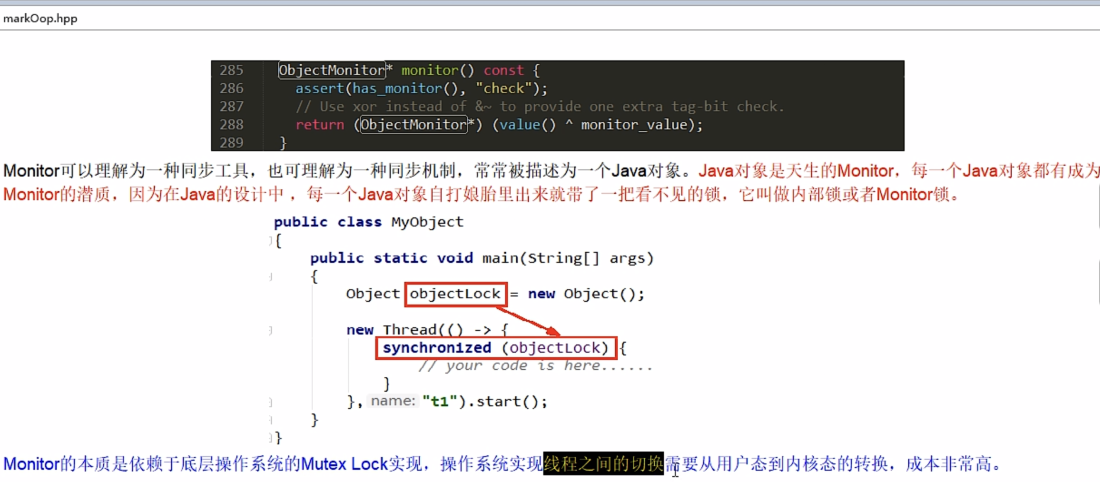 markOop.hpp
285 ObjectMonitor* monitor() const {
286 assert(has_monitor(), "check");
287 // Use xor instead of &~ to provide one extra tag-bit check.
288 return (ObjectMonitor*) (value() ^ monitor_value);
289 }
Monitor可以理解为一种同步工具，也可理解为一种同步机制，常常被描述为一个Java对象。Java对象是天生的Monitor，每一个Java对象都有成为
Monitor的潜质，因为在Java的设计中 ，每一个Java对象自打娘胎里出来就带了一把看不见的锁，它叫做内部锁或者Monitor锁。
public class MyObject
{
public static void main(String[] args)
{
Object objectLock = new Object();
new Thread(() -> {
synchronized (objectLock) {
// your code is here......
}
}, name: "t1").start();
}
}
Monitor的本质是依赖于底层操作系统的Mutex Lock实现，操作系统实现线程之间的切换需要从用户态到内核态的转换，成本非常高。